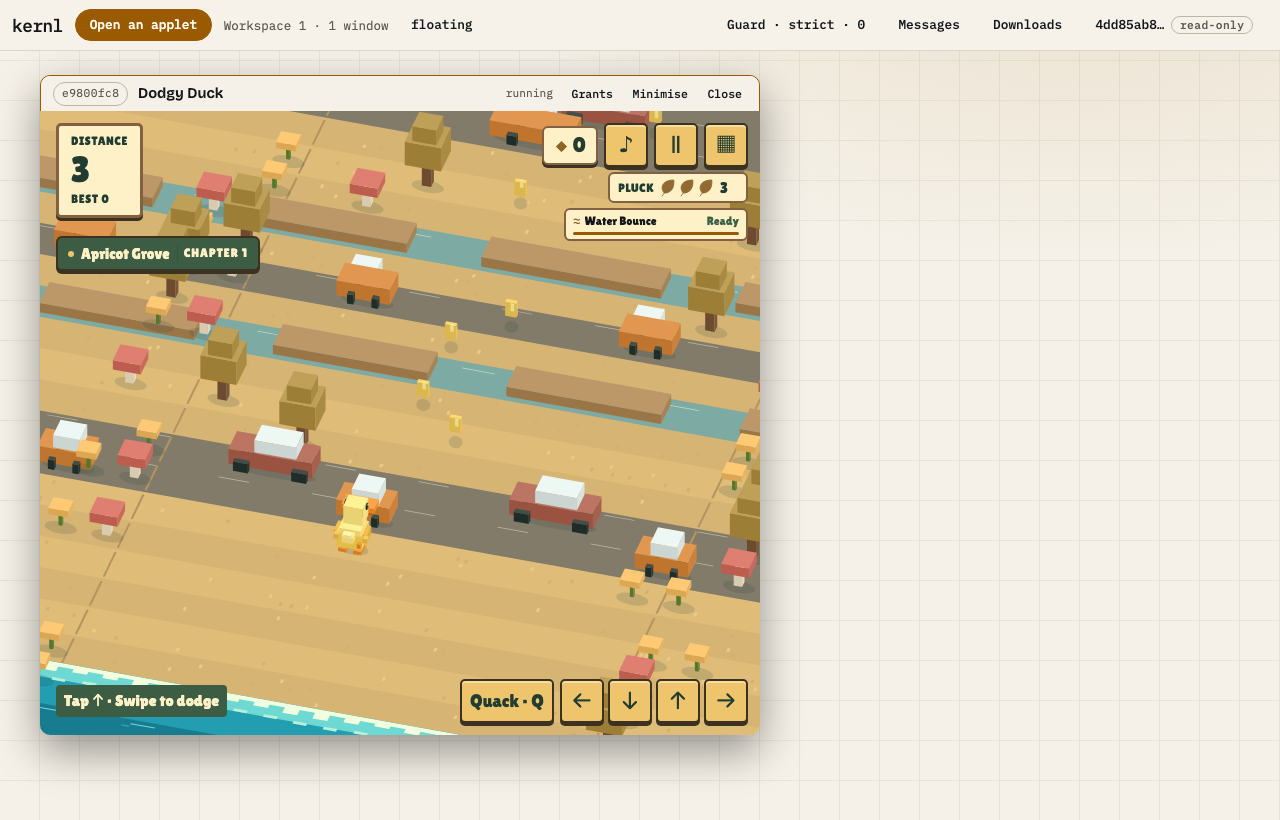 kernl
Open an applet
Workspace 1 · 1 window
floating
Guard · strict · 0
Messages
Downloads
4dd85ab8…
read-only
e9800fc8
Dodgy Duck
running
Grants
Minimise
Close
DISTANCE
3
BEST 0
◆ 0
♪
||
▦
PLUCK 3
≈ Water Bounce Ready
Apricot Grove CHAPTER 1
Tap ↑ · Swipe to dodge
Quack · Q
← ↓ ↑ →